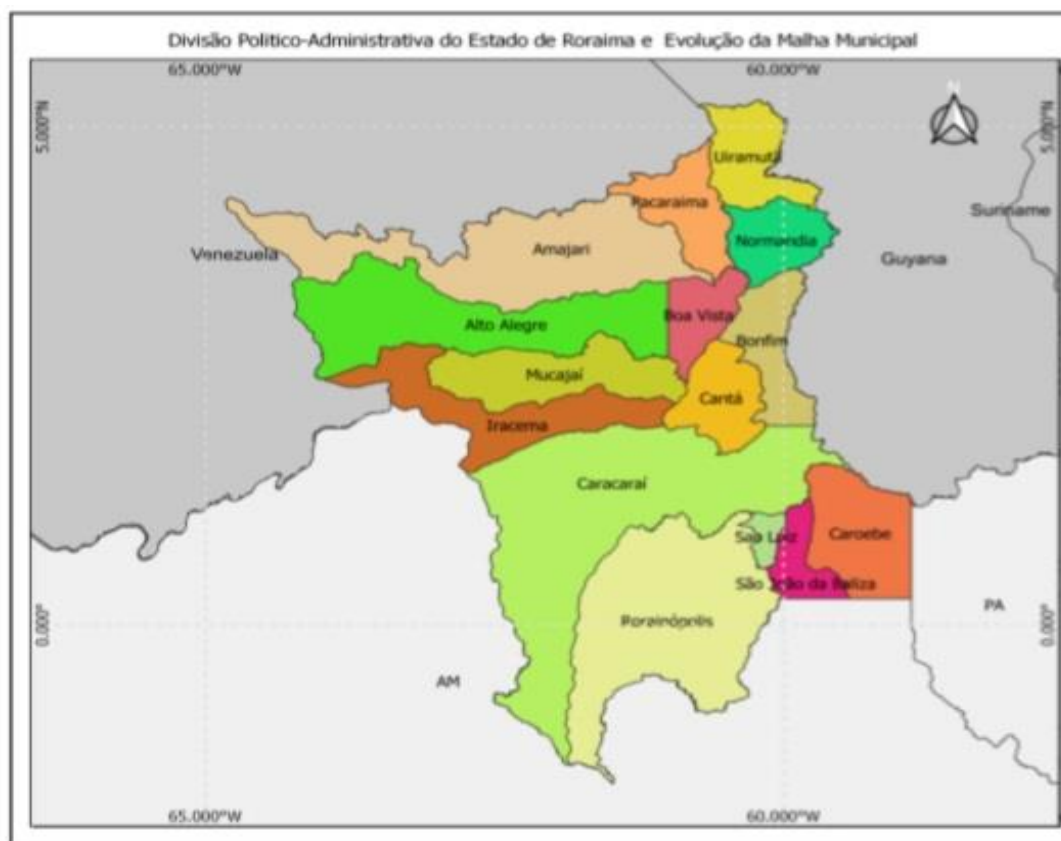 Divisão Politico-Administrativa do Estado de Roraima e Evolução da Malha Municipal
65.000°W 60.000°W
N
5.000°N 5.000°N
Uiramutã
Pacaraima
Suriname
Normandia
Venezuela
Amajari
Guyana
Boa Vista
Alto Alegre
Bonfim
Mucajaí
Cantá
Iracema
Caracaraí
Sao Luiz
Caroebe
São João da Baliza
PA
Rorainópolis
0.000° 0.000°
AM
65.000°W 60.000°W